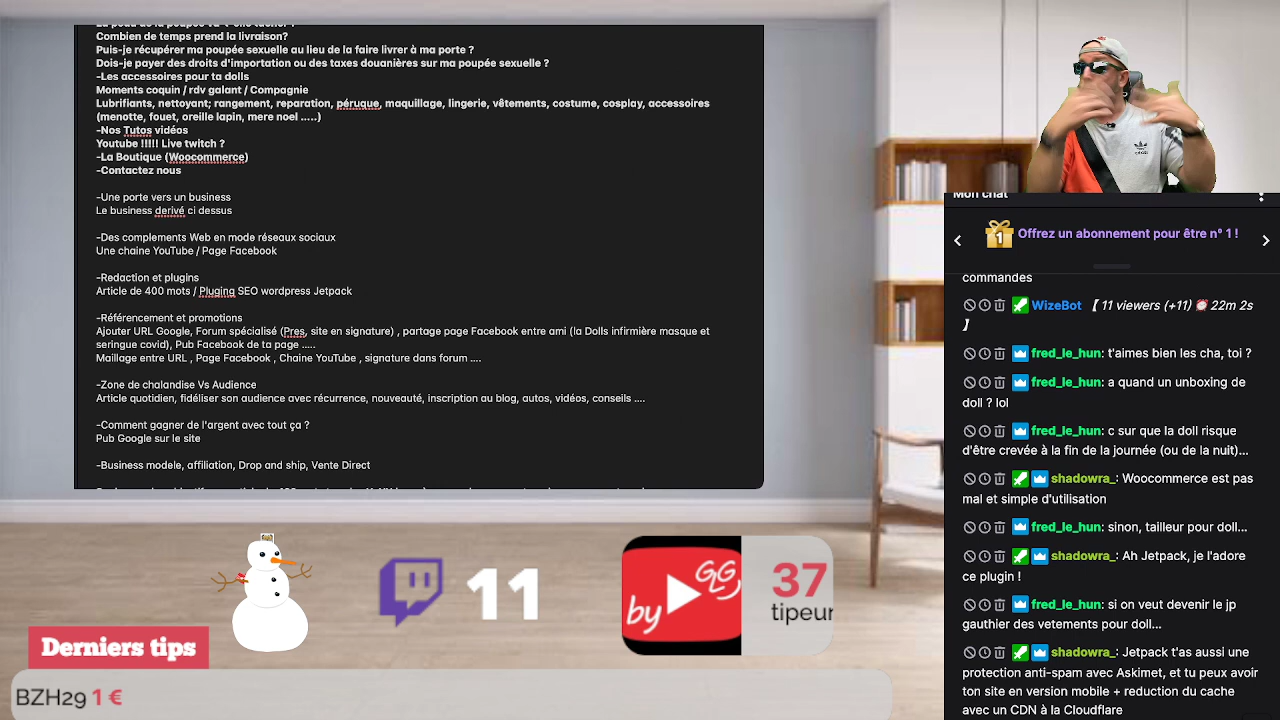 Combien de temps prend la livraison?
Puis-je récupérer ma poupée sexuelle au lieu de la faire livrer à ma porte ?
Dois-je payer des droits d'importation ou des taxes douanières sur ma poupée sexuelle ?
-Les accessoires pour ta dolls
Moments coquin / rdv galant / Compagnie
Lubrifiants, nettoyant; rangement, reparation, péruque, maquillage, lingerie, vêtements, costume, cosplay, accessoires
(menotte, fouet, oreille lapin, mere noel .....)
-Nos Tutos vidéos
Youtube !!!!! Live twitch ?
-La Boutique (Woocommerce)
-Contactez nous
-Une porte vers un business
Le business derivé ci dessus
-Des complements Web en mode réseaux sociaux
Une chaine YouTube / Page Facebook
-Redaction et plugins
Article de 400 mots / Pluging SEO wordpress Jetpack
-Référencement et promotions
Ajouter URL Google, Forum spécialisé (Pres, site en signature) , partage page Facebook entre ami (la Dolls infirmière masque et
seringue covid), Pub Facebook de ta page .....
Maillage entre URL , Page Facebook , Chaine YouTube , signature dans forum ....
-Zone de chalandise Vs Audience
Article quotidien, fidéliser son audience avec récurrence, nouveauté, inscription au blog, autos, vidéos, conseils ....
-Comment gagner de l'argent avec tout ça ?
Pub Google sur le site
-Business modele, affiliation, Drop and ship, Vente Direct
Mon chat
1 Offrez un abonnement pour être n° 1 !
commandes
WizeBot 【 11 viewers (+11) ⏰ 22m 2s
】
fred_le_hun: t'aimes bien les cha, toi ?
fred_le_hun: a quand un unboxing de
doll ? lol
fred_le_hun: c sur que la doll risque
d'être crevée à la fin de la journée (ou de la nuit)...
shadowra_: Woocommerce est pas
mal et simple d'utilisation
fred_le_hun: sinon, tailleur pour doll...
shadowra_: Ah Jetpack, je l'adore
ce plugin !
fred_le_hun: si on veut devenir le jp
gauthier des vetements pour doll...
shadowra_: Jetpack t'as aussi une
protection anti-spam avec Askimet, et tu peux avoir
ton site en version mobile + reduction du cache
avec un CDN à la Cloudflare
11
by GG
37
tipeur
Derniers tips
BZH29 1 €